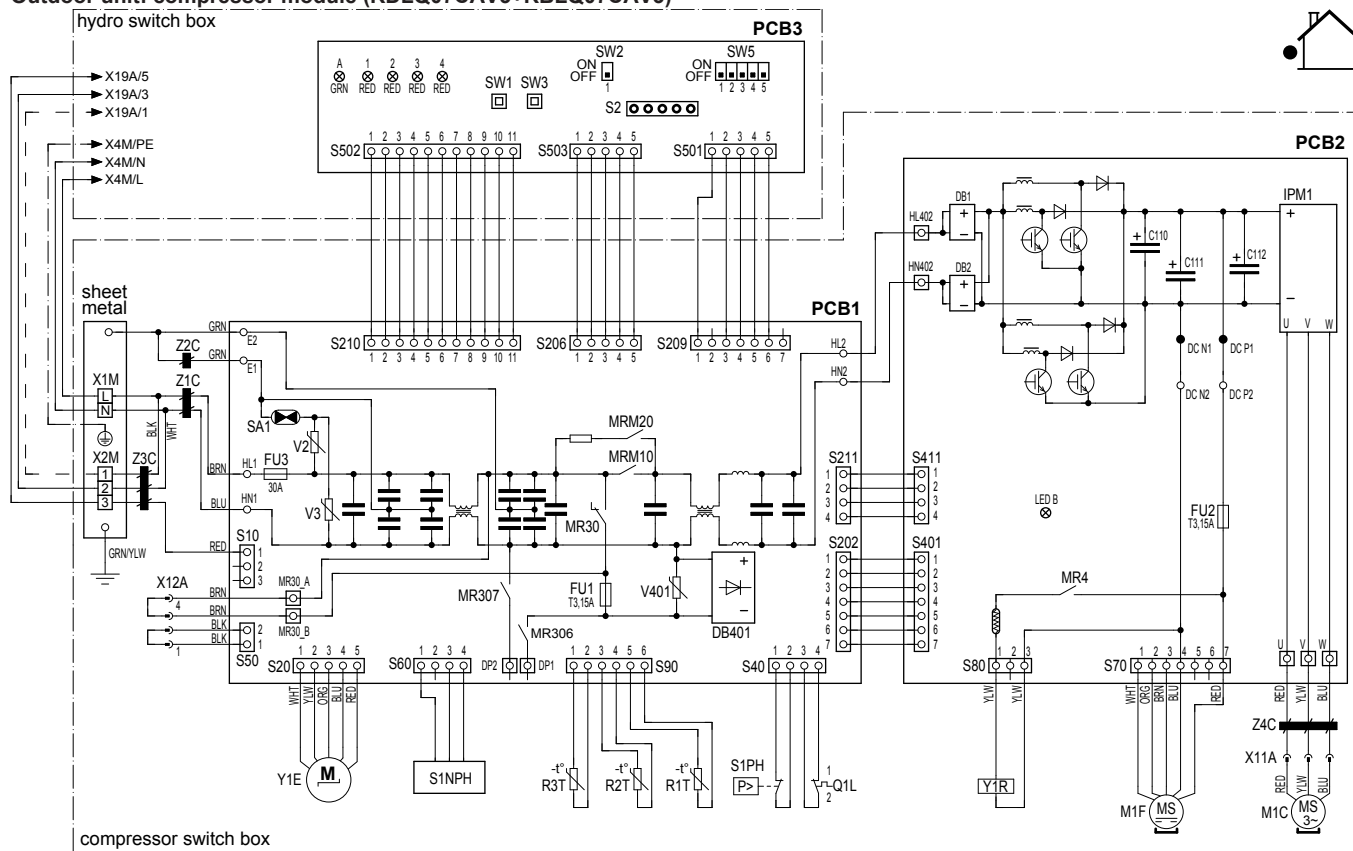 hydro switch box
PCB3
X19A/5
X19A/3
X19A/1
X4M/PE
X4M/N
X4M/L
A 1 2 3 4
GRN RED RED RED RED
SW1 SW3
SW2
ON
OFF
1
SW5
ON
OFF
1 2 3 4 5
S2
1 2 3 4 5 6 7 8 9 10 11
S502
1 2 3 4 5
S503
1 2 3 4 5
S501
PCB2
HL402
HN402
DB1
+
-
DB2
+
-
+ C110
+ C111
+ C112
IPM1
+
-
U V W
DC N1 DC P1
DC N2 DC P2
sheet
metal
X1M
L
N
X2M
1
2
3
Z2C
Z1C
Z3C
BLK
WHT
GRN/YLW
PCB1
GRN
E2
GRN
E1
S210
1 2 3 4 5 6 7 8 9 10 11
S206
1 2 3 4 5
S209
1 2 3 4 5 6 7
HL2
HN2
SA1
V2
V3
BRN HL1 FU3
30A
BLU HN1
MRM20
MRM10
MR30
S211
1
2
3
4
S411
1
2
3
4
S202
1
2
3
4
5
6
7
S401
1
2
3
4
5
6
7
RED
S10
1
2
3
X12A
4
1
BRN MR30_A
BRN
MR30_B
BLK 2
BLK 1
S50
MR307
MR306
FU1
T3,15A
V401
+
-
DB401
LED B
FU2
T3,15A
MR4
S20
1 2 3 4 5
S60
1 2 3 4
DP2 DP1
1 2 3 4 5 6
S90
S40
1 2 3 4
S80
1 2 3
S70
1 2 3 4 5 6 7
U V W
WHT YLW ORG BLU RED
Y1E
M
S1NPH
-t°
R3T
-t°
R2T
-t°
R1T
S1PH
P>
1
Q1L
2
YLW YLW
Y1R
WHT ORG BRN BLU RED
M1F
MS
RED YLW BLU
Z4C
X11A
RED YLW BLU
M1C
MS
3~
compressor switch box